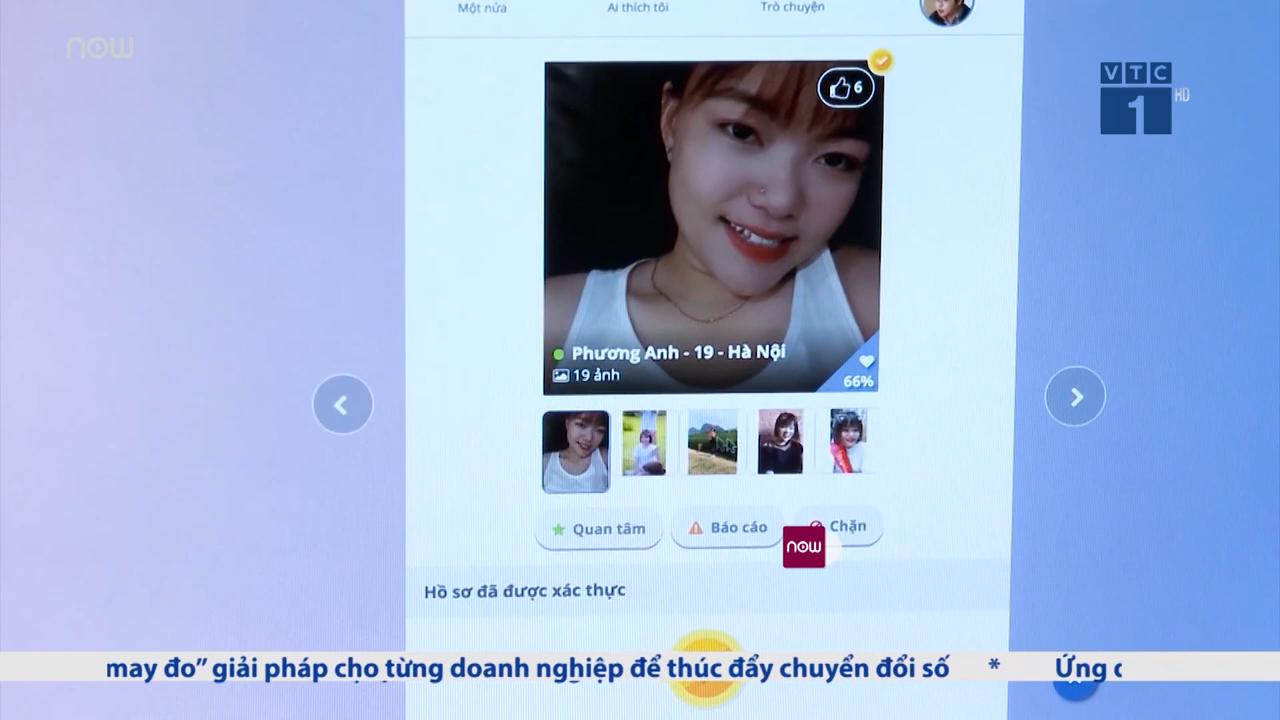 Một nửa
Ai thích tôi
Trò chuyện
now
VTC
1
HD
6
Phương Anh - 19 - Hà Nội
19 ảnh
66%
Quan tâm
Báo cáo
Chặn
now
Hồ sơ đã được xác thực
may đo” giải pháp cho từng doanh nghiệp để thúc đẩy chuyển đổi số * Ứng